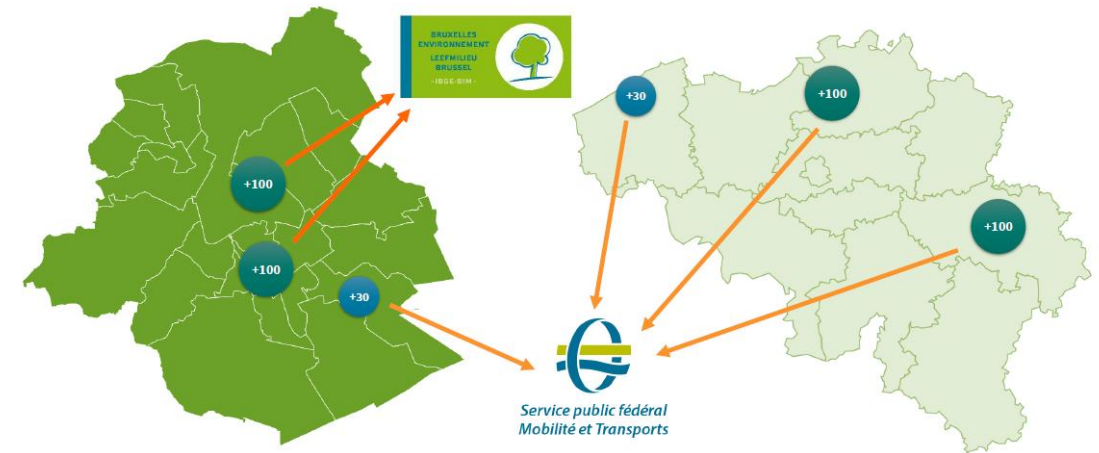 BRUXELLES
ENVIRONNEMENT
LEEFMILIEU
BRUSSEL
- IBGE·BIM -
+30
+100
+100
+100
+100
+30
Service public fédéral
Mobilité et Transports